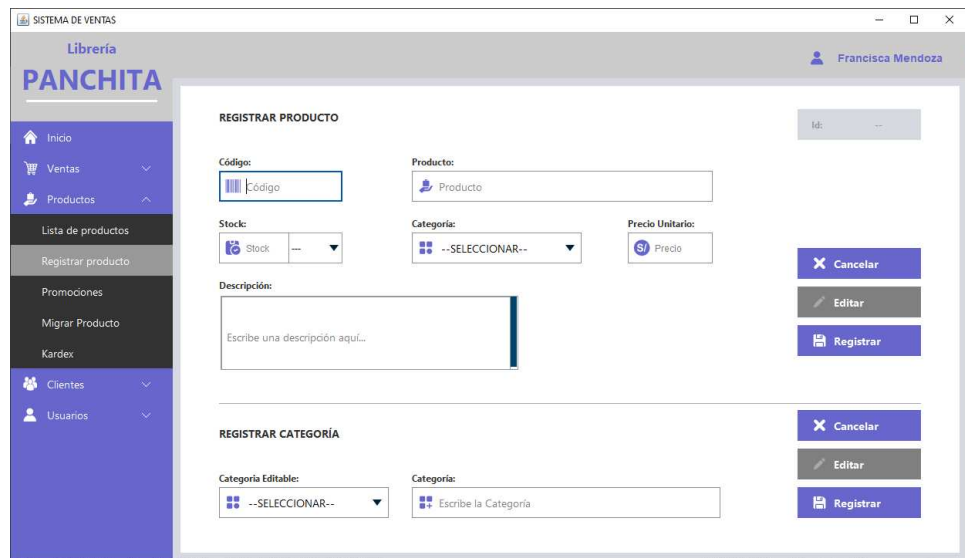 SISTEMA DE VENTAS
Librería
PANCHITA
Francisca Mendoza
Inicio
Ventas
Productos
Lista de productos
Registrar producto
Promociones
Migrar Producto
Kardex
Clientes
Usuarios
REGISTRAR PRODUCTO
Id: ---
Código:
Código
Producto:
Producto
Stock:
Stock ---
Categoría:
--SELECCIONAR--
Precio Unitario:
S/ Precio
Descripción:
Escribe una descripción aquí...
Cancelar
Editar
Registrar
REGISTRAR CATEGORÍA
Categoria Editable:
--SELECCIONAR--
Categoría:
Escribe la Categoría
Cancelar
Editar
Registrar